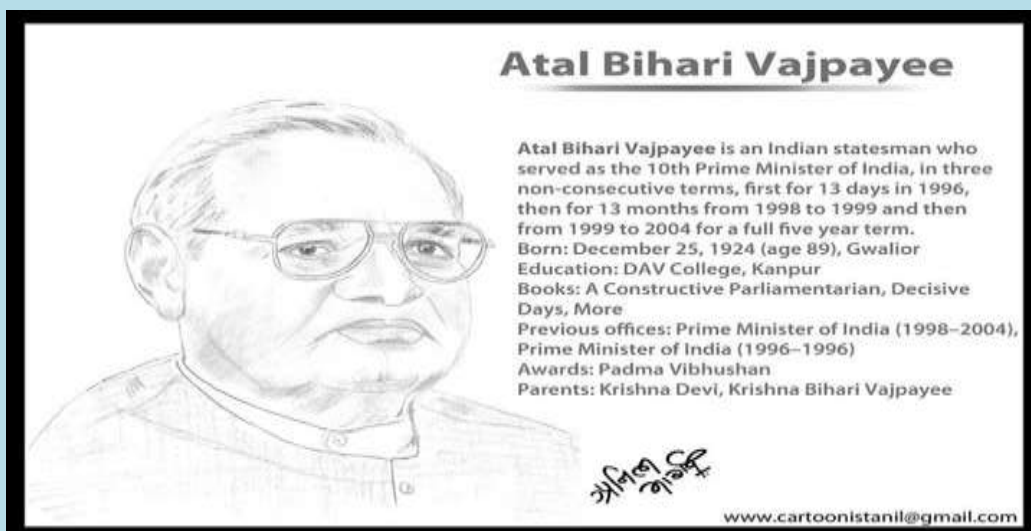 Atal Bihari Vajpayee
Atal Bihari Vajpayee is an Indian statesman who
served as the 10th Prime Minister of India, in three
non-consecutive terms, first for 13 days in 1996,
then for 13 months from 1998 to 1999 and then
from 1999 to 2004 for a full five year term.
Born: December 25, 1924 (age 89), Gwalior
Education: DAV College, Kanpur
Books: A Constructive Parliamentarian, Decisive
Days, More
Previous offices: Prime Minister of India (1998–2004),
Prime Minister of India (1996–1996)
Awards: Padma Vibhushan
Parents: Krishna Devi, Krishna Bihari Vajpayee
www.cartoonistanil@gmail.com